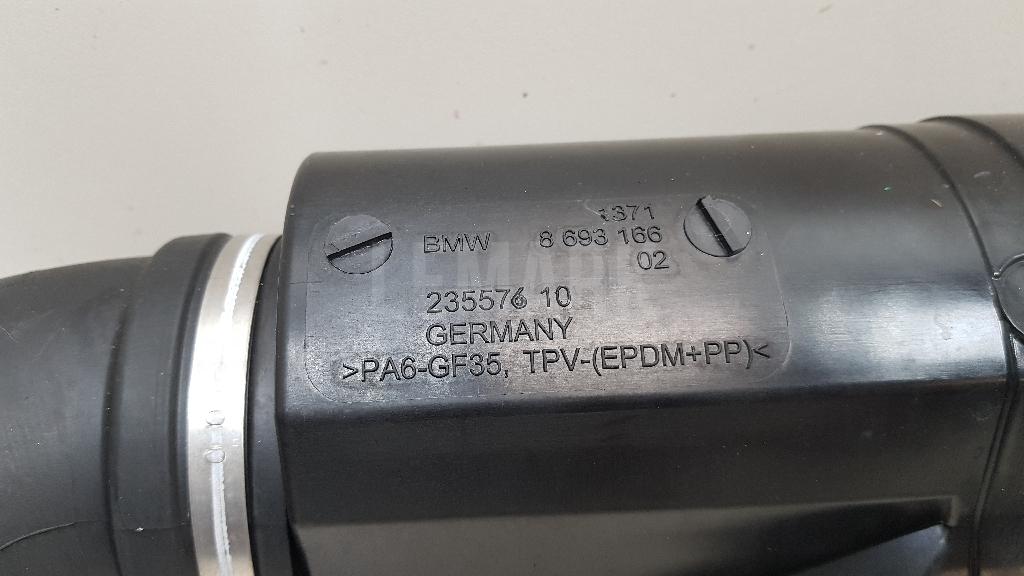 1371
BMW 8 693 166
02
235576 10
GERMANY
>PA6-GF35, TPV-(EPDM+PP)<